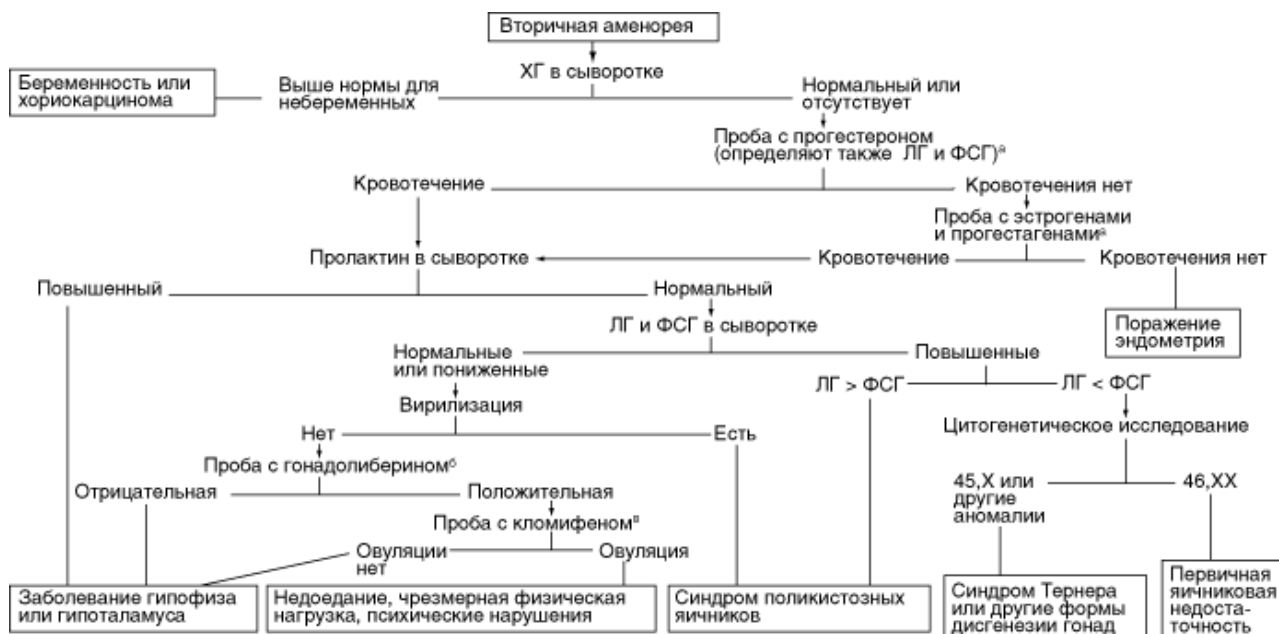 Вторичная аменорея
ХГ в сыворотке
Беременность или
хориокарцинома
Выше нормы для
небеременных
Нормальный или
отсутствует
Проба с прогестероном
(определяют также ЛГ и ФСГ)ᵃ
Кровотечение
Кровотечения нет
Проба с эстрогенами
и прогестагенамиᵃ
Пролактин в сыворотке
Кровотечение
Кровотечения нет
Повышенный
Нормальный
ЛГ и ФСГ в сыворотке
Поражение
эндометрия
Нормальные
или пониженные
Повышенные
ЛГ > ФСГ
ЛГ < ФСГ
Вирилизация
Цитогенетическое исследование
Нет
Есть
Проба с гонадолиберином⁶
Отрицательная
Положительная
45,X или
другие
аномалии
46,XX
Проба с кломифеном�в
Овуляции
нет
Овуляция
Заболевание гипофиза
или гипоталамуса
Недоедание, чрезмерная физическая
нагрузка, психические нарушения
Синдром поликистозных
яичников
Синдром Тернера
или другие формы
дисгенезии гонад
Первичная
яичниковая
недоста-
точность